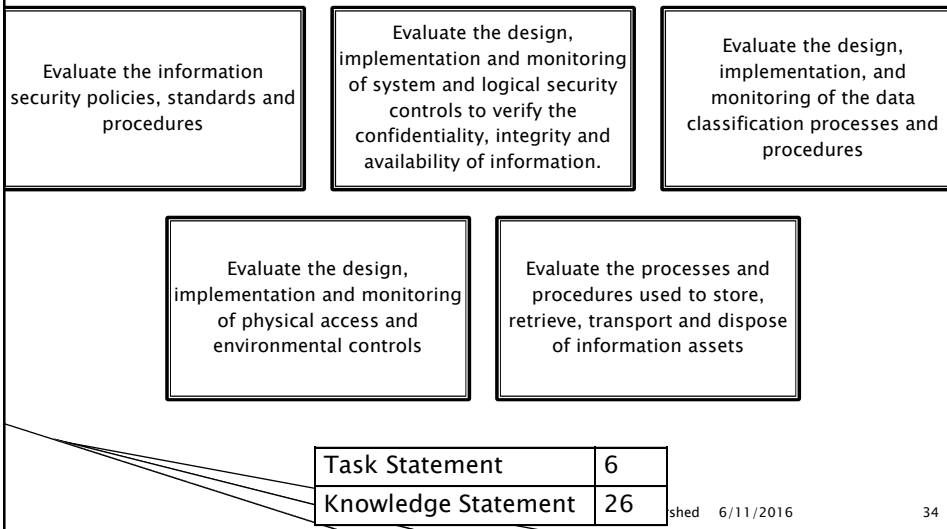 Evaluate the information
security policies, standards and
procedures
Evaluate the design,
implementation and monitoring
of system and logical security
controls to verify the
confidentiality, integrity and
availability of information.
Evaluate the design,
implementation, and
monitoring of the data
classification processes and
procedures
Evaluate the design,
implementation and monitoring
of physical access and
environmental controls
Evaluate the processes and
procedures used to store,
retrieve, transport and dispose
of information assets
Task Statement 6
Knowledge Statement 26
shed 6/11/2016 34